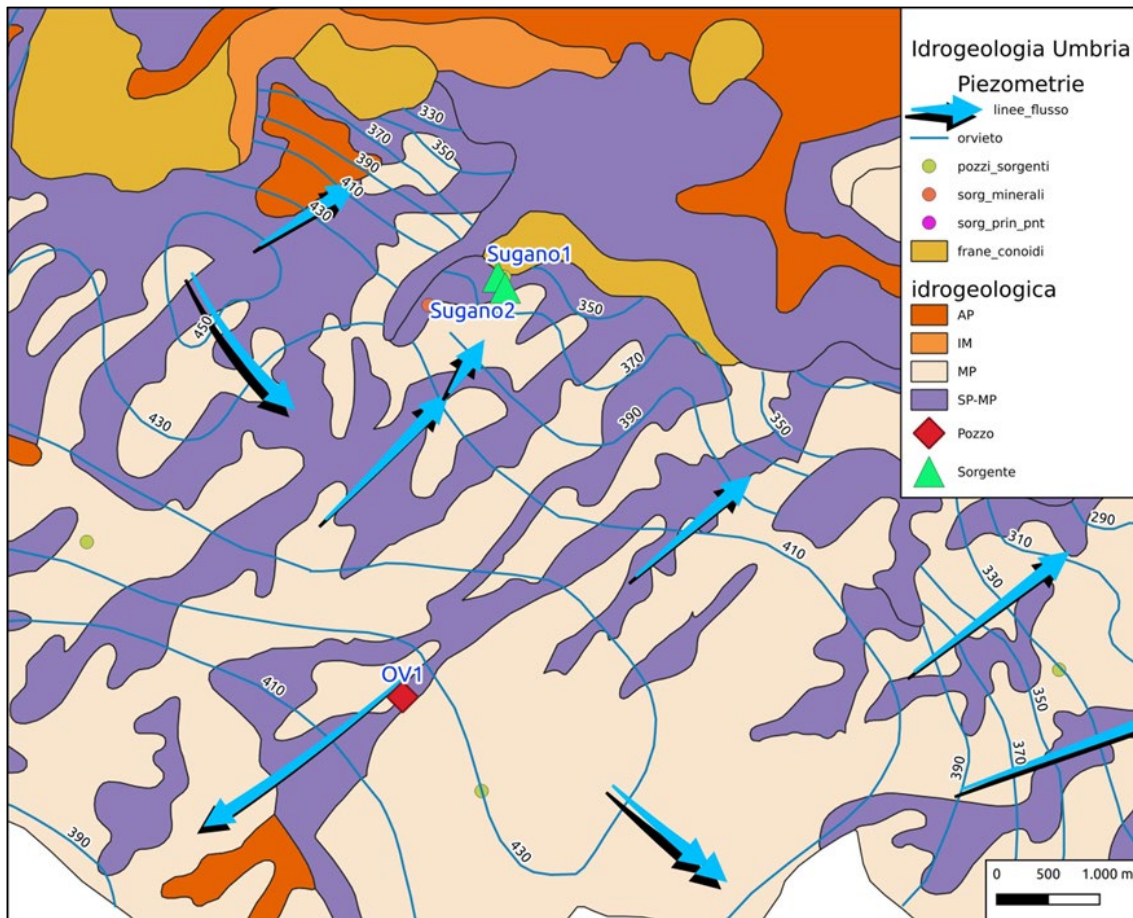 Idrogeologia Umbria
Piezometrie
linee_flusso
orvieto
pozzi_sorgenti
sorg_minerali
sorg_prin_pnt
frane_conoidi
idrogeologica
AP
IM
MP
SP-MP
Pozzo
Sorgente
330
370
350
390
410
430
Sugano1
Sugano2
350
450
370
430
390
350
410
290
310
330
OV1
410
350
390
370
430
390
0 500 1.000 m